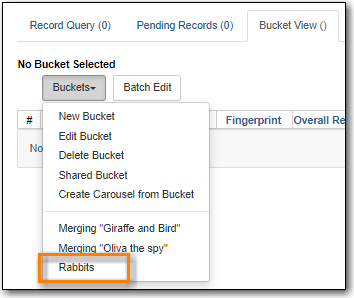 Record Query (0) Pending Records (0) Bucket View ()
No Bucket Selected
Buckets Batch Edit
# Fingerprint Overall Re
No
New Bucket
Edit Bucket
Delete Bucket
Shared Bucket
Create Carousel from Bucket
Merging "Giraffe and Bird"
Merging "Oliva the spy"
Rabbits